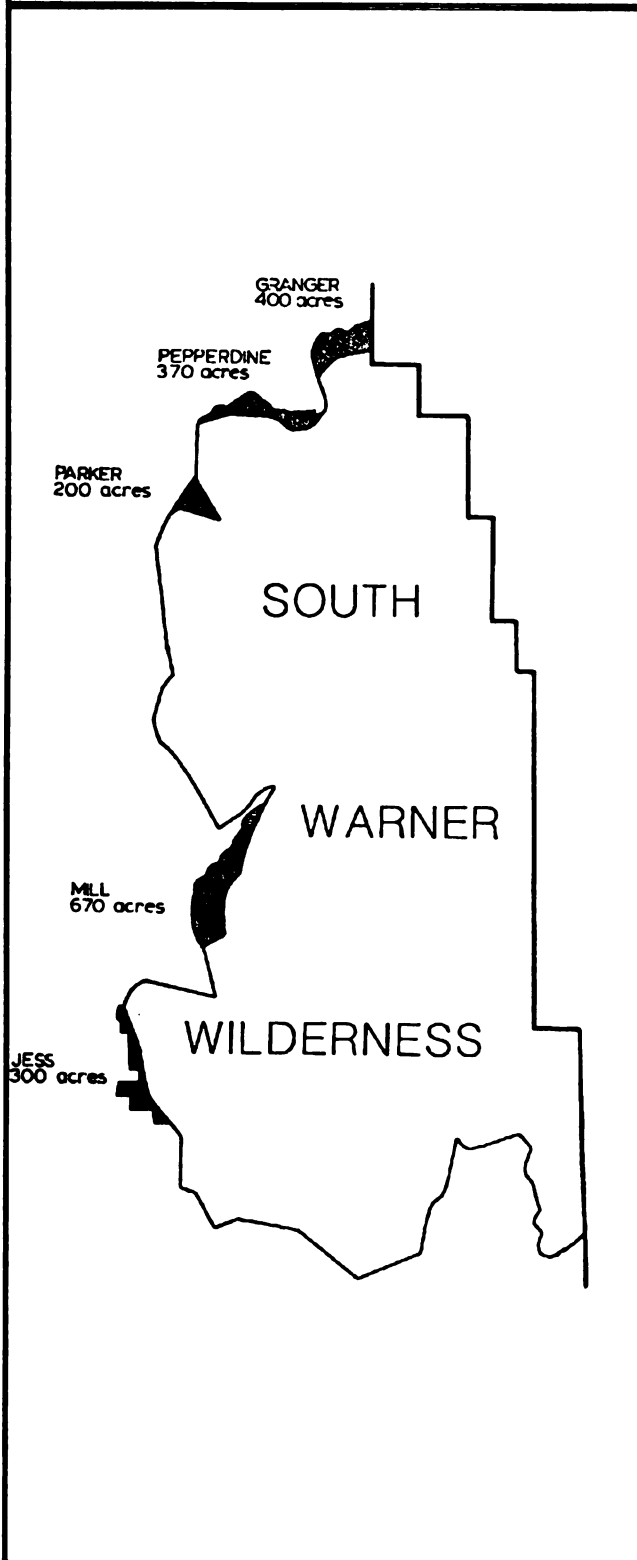 GRANGER
400 acres
PEPPERDINE
370 acres
PARKER
200 acres
SOUTH
WARNER
MILL
670 acres
WILDERNESS
JESS
300 acres